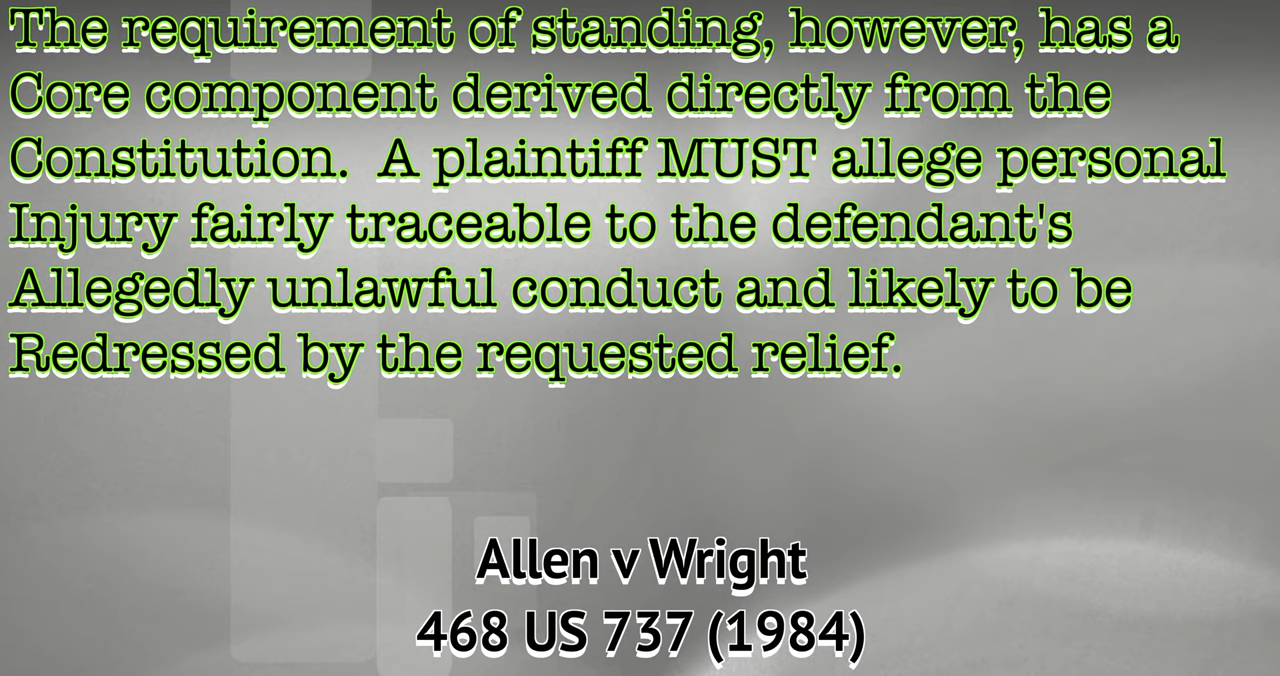 The requirement of standing, however, has a
Core component derived directly from the
Constitution.  A plaintiff MUST allege personal
Injury fairly traceable to the defendant's
Allegedly unlawful conduct and likely to be
Redressed by the requested relief.
Allen v Wright
468 US 737 (1984)